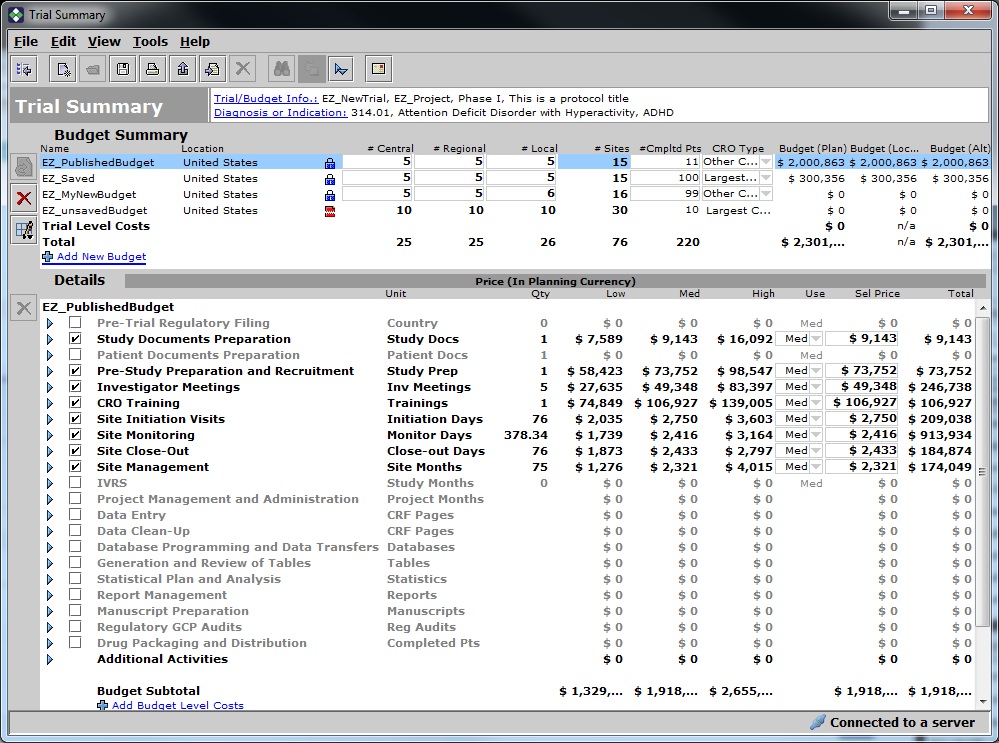 Trial Summary
File Edit View Tools Help
Trial Summary
Trial/Budget Info.: EZ_NewTrial, EZ_Project, Phase I, This is a protocol title
Diagnosis or Indication: 314.01, Attention Deficit Disorder with Hyperactivity, ADHD
Budget Summary
Name Location # Central # Regional # Local # Sites #Cmpltd Pts CRO Type Budget (Plan) Budget (Loc... Budget (Alt)
EZ_PublishedBudget United States 5 5 5 15 11 Other C... $ 2,000,863 $ 2,000,863 $ 2,000,863
EZ_Saved United States 5 5 5 15 100 Largest... $ 300,356 $ 300,356 $ 300,356
EZ_MyNewBudget United States 5 5 6 16 99 Other C... $ 0 $ 0 $ 0
EZ_unsavedBudget United States 10 10 10 30 10 Largest C... $ 0 $ 0 $ 0
Trial Level Costs $ 0 n/a $ 0
Total 25 25 26 76 220 $ 2,301,... n/a $ 2,301,...
Add New Budget
Details Price (In Planning Currency)
Unit Qty Low Med High Use Sel Price Total
EZ_PublishedBudget
Pre-Trial Regulatory Filing Country 0 $ 0 $ 0 $ 0 Med $ 0 $ 0
Study Documents Preparation Study Docs 1 $ 7,589 $ 9,143 $ 16,092 Med $ 9,143 $ 9,143
Patient Documents Preparation Patient Docs 1 $ 0 $ 0 $ 0 Med $ 0 $ 0
Pre-Study Preparation and Recruitment Study Prep 1 $ 58,423 $ 73,752 $ 98,547 Med $ 73,752 $ 73,752
Investigator Meetings Inv Meetings 5 $ 27,635 $ 49,348 $ 83,397 Med $ 49,348 $ 246,738
CRO Training Trainings 1 $ 74,849 $ 106,927 $ 139,005 Med $ 106,927 $ 106,927
Site Initiation Visits Initiation Days 76 $ 2,035 $ 2,750 $ 3,603 Med $ 2,750 $ 209,038
Site Monitoring Monitor Days 378.34 $ 1,739 $ 2,416 $ 3,164 Med $ 2,416 $ 913,934
Site Close-Out Close-out Days 76 $ 1,873 $ 2,433 $ 2,797 Med $ 2,433 $ 184,874
Site Management Site Months 75 $ 1,276 $ 2,321 $ 4,015 Med $ 2,321 $ 174,049
IVRS Study Months 0 $ 0 $ 0 $ 0 Med $ 0 $ 0
Project Management and Administration Project Months $ 0 $ 0 $ 0 $ 0 $ 0
Data Entry CRF Pages $ 0 $ 0 $ 0 $ 0 $ 0
Data Clean-Up CRF Pages $ 0 $ 0 $ 0 $ 0 $ 0
Database Programming and Data Transfers Databases $ 0 $ 0 $ 0 $ 0 $ 0
Generation and Review of Tables Tables $ 0 $ 0 $ 0 $ 0 $ 0
Statistical Plan and Analysis Statistics $ 0 $ 0 $ 0 $ 0 $ 0
Report Management Reports $ 0 $ 0 $ 0 $ 0 $ 0
Manuscript Preparation Manuscripts $ 0 $ 0 $ 0 $ 0 $ 0
Regulatory GCP Audits Reg Audits $ 0 $ 0 $ 0 $ 0 $ 0
Drug Packaging and Distribution Completed Pts $ 0 $ 0 $ 0 $ 0 $ 0
Additional Activities $ 0 $ 0 $ 0 $ 0 $ 0
Budget Subtotal $ 1,329,... $ 1,918,... $ 2,655,... $ 1,918,... $ 1,918,...
Add Budget Level Costs
Connected to a server